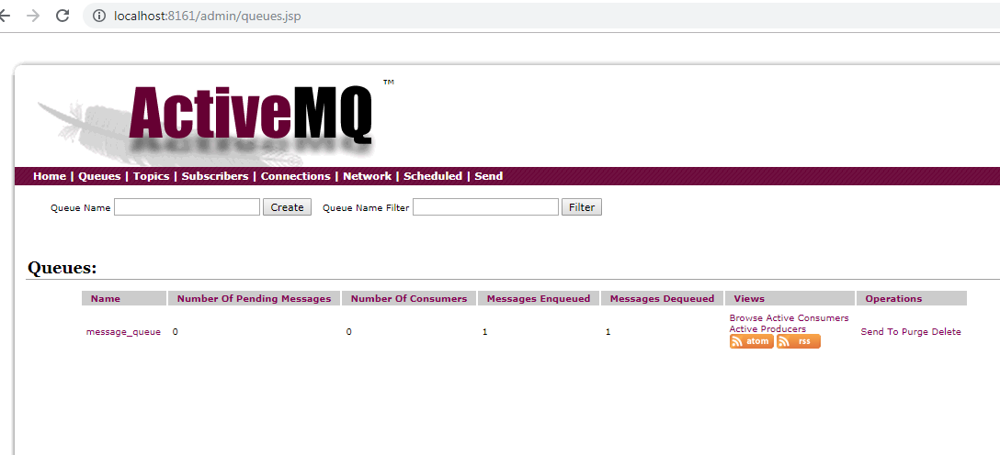 localhost:8161/admin/queues.jsp
ActiveMQ ™
Home | Queues | Topics | Subscribers | Connections | Network | Scheduled | Send
Queue Name Create Queue Name Filter Filter
Queues:
Name Number Of Pending Messages Number Of Consumers Messages Enqueued Messages Dequeued Views Operations
message_queue 0 0 1 1 Browse Active Consumers
Active Producers
atom rss
Send To Purge Delete